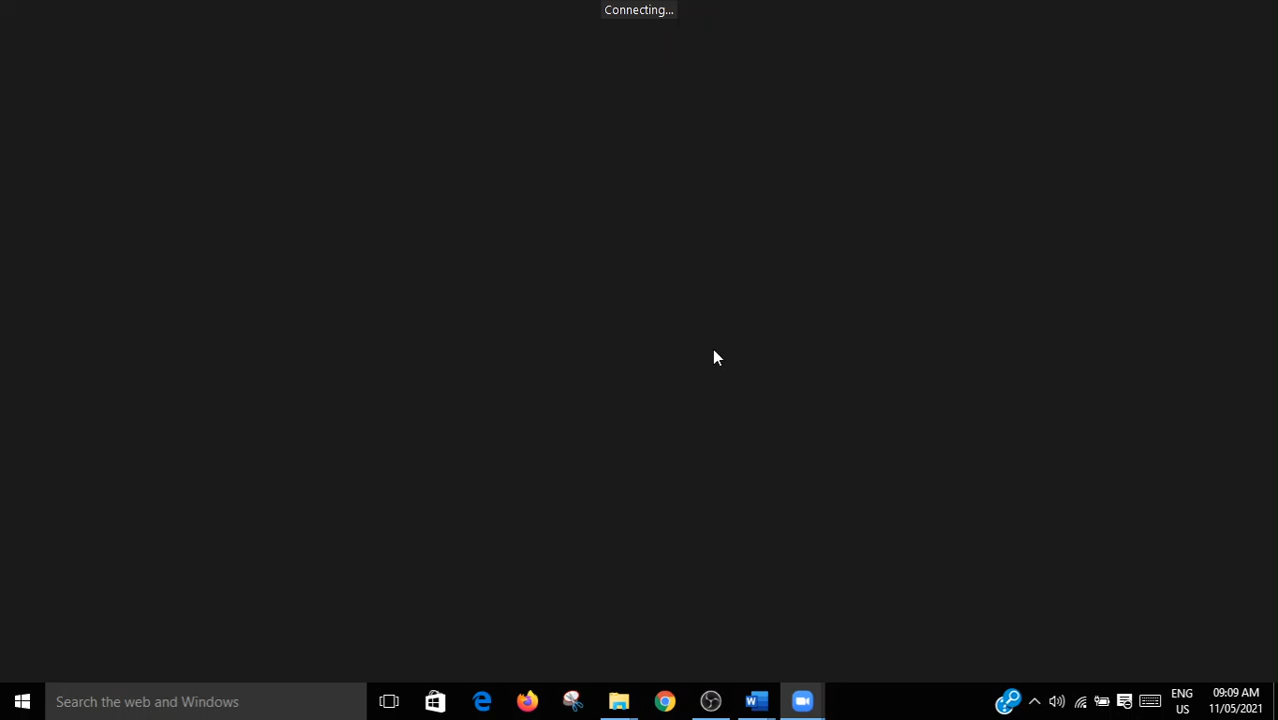 Connecting...
Search the web and Windows
ENG
US
09:09 AM
11/05/2021